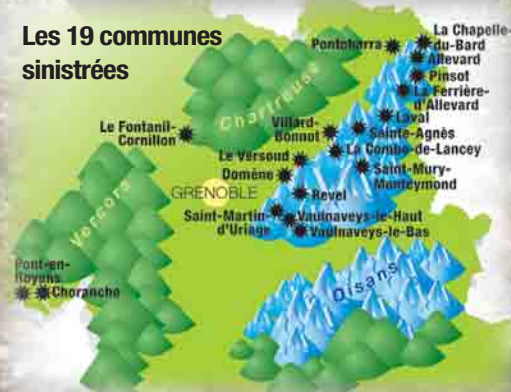 Les 19 communes
sinistrées
La Chapelle-
du-Bard
Pontcharra
Allevard
Pinsot
La Ferrière-
d'Allevard
Chartreuse
Laval
Villard-
Bonnot
Sainte-Agnès
Le Fontanil-
Cornillon
La Combe-de-Lancey
Le Versoud
Saint-Mury-
Monteymond
Domène
GRENOBLE
Revel
Saint-Martin-
d'Uriage
Vaulnaveys-le-Haut
Vaulnaveys-le-Bas
Vercors
Pont-en-
Royans
Choranche
Oisans